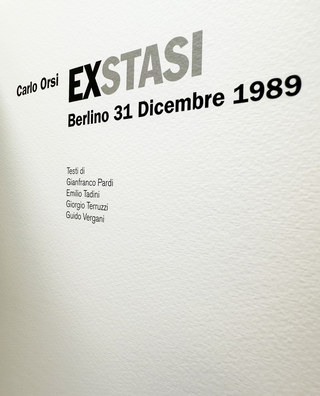 Carlo Orsi EXSTASI
Berlino 31 Dicembre 1989
Testi di
Gianfranco Pardi
Emilio Tadini
Giorgio Terruzzi
Guido Vergani